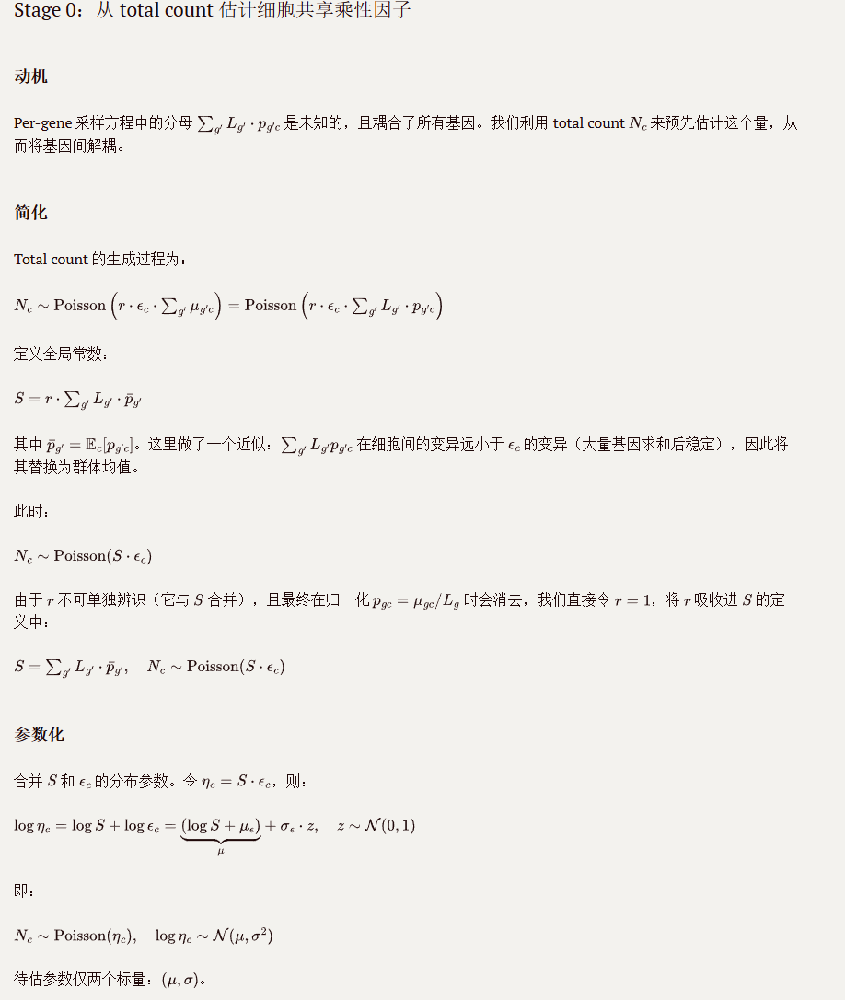 Stage 0：从 total count 估计细胞共享乘性因子
动机
Per-gene 采样方程中的分母 $\sum_{g'} L_{g'} \cdot p_{g'c}$ 是未知的，且耦合了所有基因。我们利用 total count $N_c$ 来预先估计这个量，从
而将基因间解耦。
简化
Total count 的生成过程为：
$N_c \sim \text{Poisson}\left(r \cdot \epsilon_c \cdot \sum_{g'} \mu_{g'c}\right) = \text{Poisson}\left(r \cdot \epsilon_c \cdot \sum_{g'} L_{g'} \cdot p_{g'c}\right)$
定义全局常数：
$S = r \cdot \sum_{g'} L_{g'} \cdot \bar{p}_{g'}$
其中 $\bar{p}_{g'} = \mathbb{E}_c[p_{g'c}]$。这里做了一个近似：$\sum_{g'} L_{g'} p_{g'c}$ 在细胞间的变异远小于 $\epsilon_c$ 的变异（大量基因求和后稳定），因此将
其替换为群体均值。
此时：
$N_c \sim \text{Poisson}(S \cdot \epsilon_c)$
由于 $r$ 不可单独辨识（它与 $S$ 合并），且最终在归一化 $p_{gc} = \mu_{gc}/L_g$ 时会消去，我们直接令 $r = 1$，将 $r$ 吸收进 $S$ 的定
义中：
$S = \sum_{g'} L_{g'} \cdot \bar{p}_{g'}, \quad N_c \sim \text{Poisson}(S \cdot \epsilon_c)$
参数化
合并 $S$ 和 $\epsilon_c$ 的分布参数。令 $\eta_c = S \cdot \epsilon_c$，则：
$\log \eta_c = \log S + \log \epsilon_c = \underbrace{(\log S + \mu_\epsilon)}_{\mu} + \sigma_\epsilon \cdot z, \quad z \sim \mathcal{N}(0, 1)$
即：
$N_c \sim \text{Poisson}(\eta_c), \quad \log \eta_c \sim \mathcal{N}(\mu, \sigma^2)$
待估参数仅两个标量：$(\mu, \sigma)$。